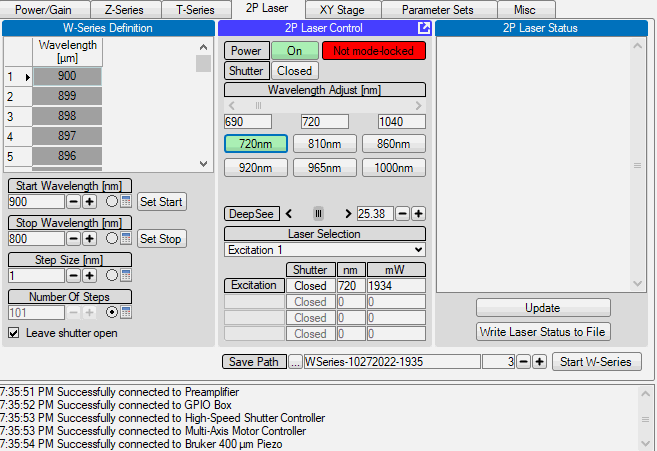 Power/Gain Z-Series T-Series 2P Laser XY Stage Parameter Sets Misc
W-Series Definition
Wavelength
[µm]
1 900
2 899
3 898
4 897
5 896
Start Wavelength [nm]
900 Set Start
Stop Wavelength [nm]
800 Set Stop
Step Size [nm]
1
Number Of Steps
101
Leave shutter open
2P Laser Control
Power On Not mode-locked
Shutter Closed
Wavelength Adjust [nm]
690 720 1040
720nm 810nm 860nm
920nm 965nm 1000nm
DeepSee 25.38
Laser Selection
Excitation 1
Shutter nm mW
Excitation Closed 720 1934
Closed 0 0
Closed 0 0
Closed 0 0
2P Laser Status
Update
Write Laser Status to File
Save Path ... WSeries-10272022-1935 3 Start W-Series
7:35:51 PM Successfully connected to Preamplifier
7:35:52 PM Successfully connected to GPIO Box
7:35:53 PM Successfully connected to High-Speed Shutter Controller
7:35:53 PM Successfully connected to Multi-Axis Motor Controller
7:35:54 PM Successfully connected to Bruker 400 µm Piezo